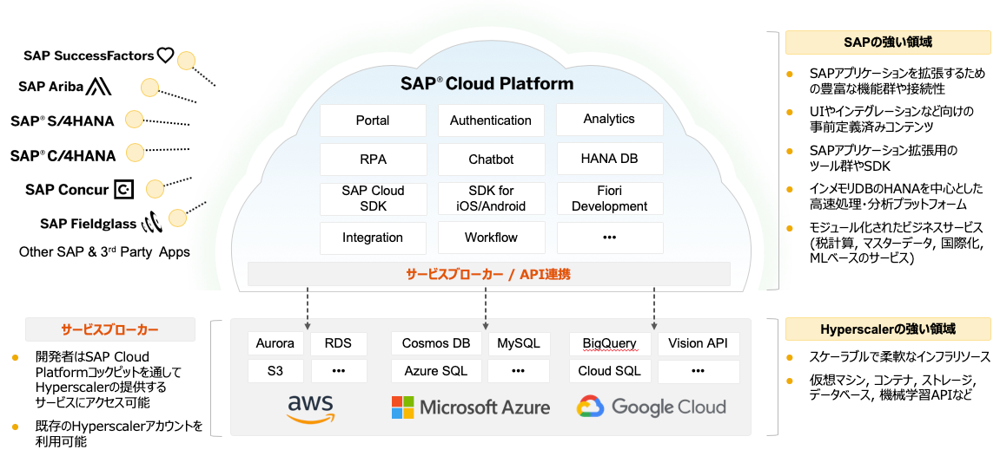 SAP SuccessFactors
SAP Ariba
SAP® S/4HANA
SAP® C/4HANA
SAP Concur
SAP Fieldglass
Other SAP & 3rd Party Apps
SAP® Cloud Platform
Portal
Authentication
Analytics
RPA
Chatbot
HANA DB
SAP Cloud
SDK
SDK for
iOS/Android
Fiori
Development
Integration
Workflow
•••
サービスブローカー / API連携
SAPの強い領域
● SAPアプリケーションを拡張するため
の豊富な機能群や接続性
● UIやインテグレーションなど向けの
事前定義済みコンテンツ
● SAPアプリケーション拡張用の
ツール群やSDK
● インメモリDBのHANAを中心とした
高速処理・分析プラットフォーム
● モジュール化されたビジネスサービス
(税計算, マスターデータ, 国際化,
MLベースのサービス)
サービスブローカー
● 開発者はSAP Cloud
Platformコックピットを通して
Hyperscalerの提供する
サービスにアクセス可能
● 既存のHyperscalerアカウントを
利用可能
Aurora
RDS
S3
•••
aws
Cosmos DB
MySQL
Azure SQL
•••
Microsoft Azure
BigQuery
Vision API
Cloud SQL
•••
Google Cloud
Hyperscalerの強い領域
● スケーラブルで柔軟なインフラリソース
● 仮想マシン, コンテナ, ストレージ,
データベース, 機械学習APIなど